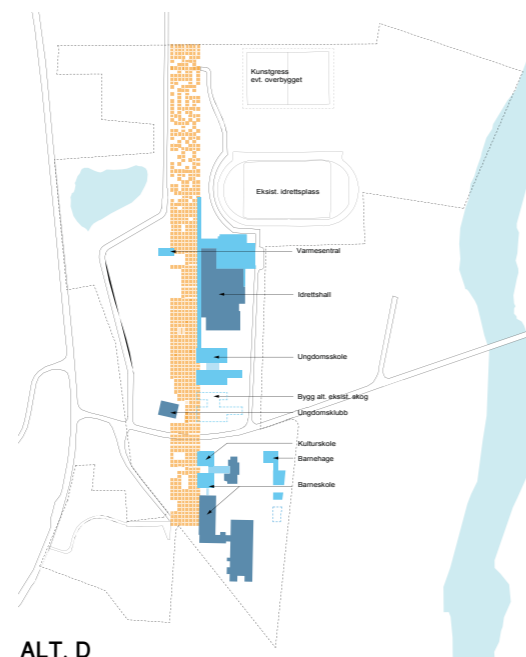 Kunstgress
evt. overbygget
Eksist. idrettsplass
Varmesentral
Idrettshall
Ungdomsskole
Bygg alt. eksist. skog
Ungdomsklubb
Kulturskole
Barnehage
Barneskole
ALT. D